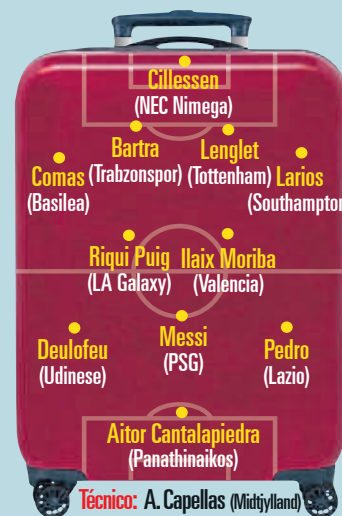 Cillessen
(NEC Nimega)
Bartra
(Trabzonspor)
Lenglet
(Tottenham)
Comas
(Basilea)
Larios
(Southampton
Riqui Puig
(LA Galaxy)
Ilaix Moriba
(Valencia)
Deulofeu
(Udinese)
Messi
(PSG)
Pedro
(Lazio)
Aitor Cantalapiedra
(Panathinaikos)
Técnico: A. Capellas (Midtjylland)